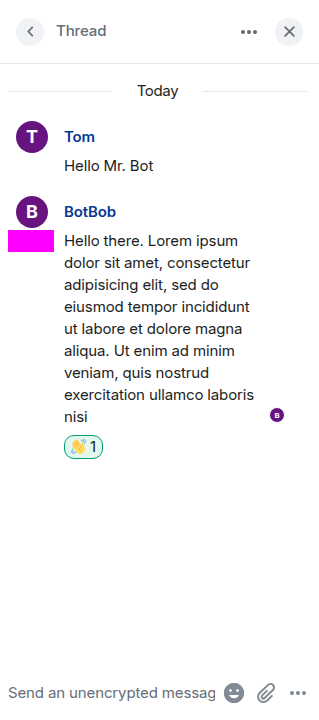 Thread
Today
T
Tom
Hello Mr. Bot
B
BotBob
Hello there. Lorem ipsum
dolor sit amet, consectetur
adipisicing elit, sed do
eiusmod tempor incididunt
ut labore et dolore magna
aliqua. Ut enim ad minim
veniam, quis nostrud
exercitation ullamco laboris
nisi
B
1
Send an unencrypted messag